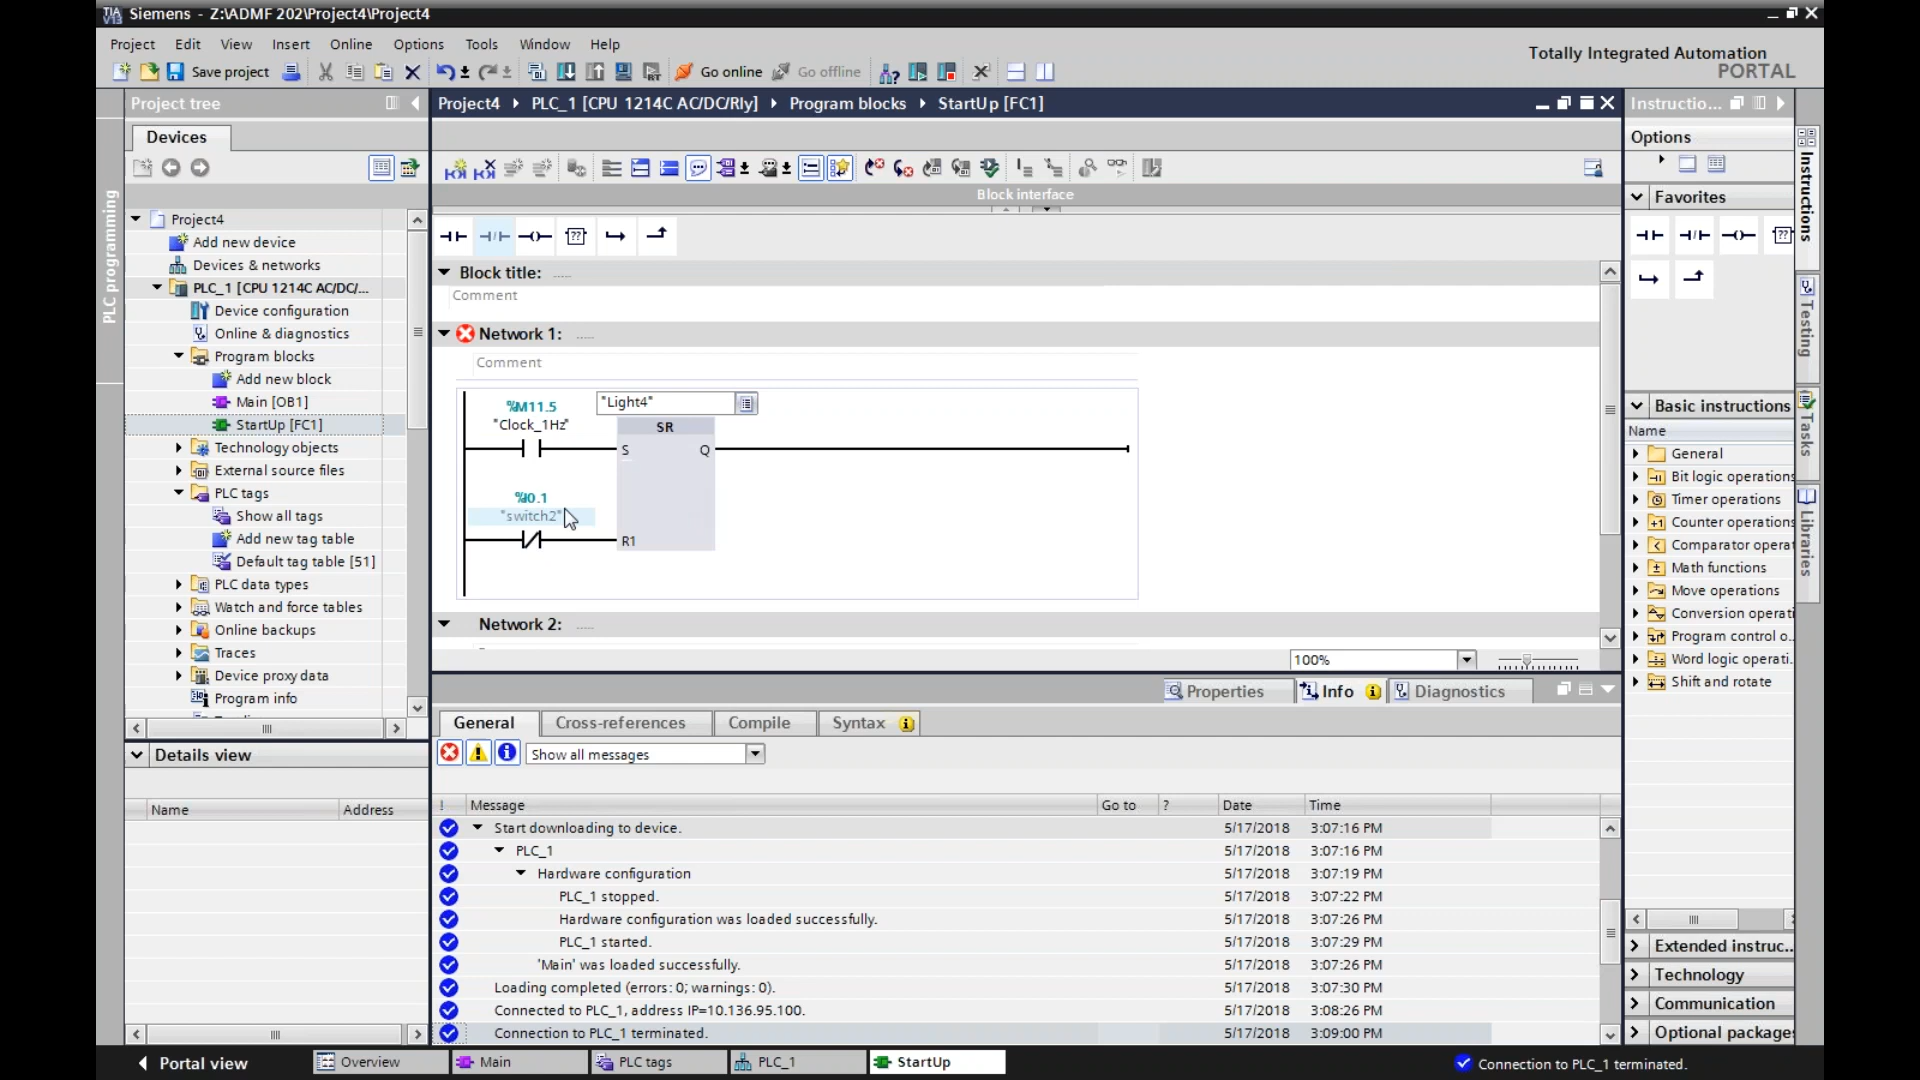 TIA
V13
Siemens - Z:\ADMF 202\Project4\Project4
Project Edit View Insert Online Options Tools Window Help
Totally Integrated Automation
PORTAL
Save project
Go online
Go offline
PLC programming
Project tree
Devices
Project4
Add new device
Devices & networks
PLC_1 [CPU 1214C AC/DC/...
Device configuration
Online & diagnostics
Program blocks
Add new block
Main [OB1]
StartUp [FC1]
Technology objects
External source files
PLC tags
Show all tags
Add new tag table
Default tag table [51]
PLC data types
Watch and force tables
Online backups
Traces
Device proxy data
Program info
Details view
Name Address
Project4 PLC_1 [CPU 1214C AC/DC/Rly] Program blocks StartUp [FC1]
Block interface
??
Block title: .....
Comment
Network 1: .....
Comment
%M11.5
"Clock_1Hz"
"Light4"
SR
S Q
%I0.1
"switch2"
R1
Network 2: .....
100%
Properties Info Diagnostics
General Cross-references Compile Syntax
Show all messages
! Message Go to ? Date Time
Start downloading to device. 5/17/2018 3:07:16 PM
PLC_1 5/17/2018 3:07:16 PM
Hardware configuration 5/17/2018 3:07:19 PM
PLC_1 stopped. 5/17/2018 3:07:22 PM
Hardware configuration was loaded successfully. 5/17/2018 3:07:26 PM
PLC_1 started. 5/17/2018 3:07:29 PM
'Main' was loaded successfully. 5/17/2018 3:07:26 PM
Loading completed (errors: 0; warnings: 0). 5/17/2018 3:07:30 PM
Connected to PLC_1, address IP=10.136.95.100. 5/17/2018 3:08:26 PM
Connection to PLC_1 terminated. 5/17/2018 3:09:00 PM
Instructio...
Options
Favorites
??
Basic instructions
Name
General
Bit logic operations
Timer operations
Counter operations
Comparator opera
Math functions
Move operations
Conversion operati
Program control o..
Word logic operati.
Shift and rotate
Extended instruc..
Technology
Communication
Optional packages
Instructions
Testing
Tasks
Libraries
Portal view
Overview
Main
PLC tags
PLC_1
StartUp
Connection to PLC_1 terminated.